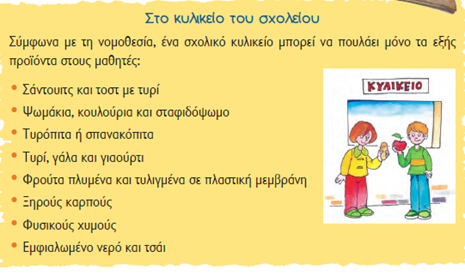 Στο κυλικείο του σχολείου
Σύμφωνα με τη νομοθεσία, ένα σχολικό κυλικείο μπορεί να πουλάει μόνο τα εξής
προϊόντα στους μαθητές:
• Σάντουιτς και τοστ με τυρί
• Ψωμάκια, κουλούρια και σταφιδόψωμο
• Τυρόπιτα ή σπανακόπιτα
• Τυρί, γάλα και γιαούρτι
• Φρούτα πλυμένα και τυλιγμένα σε πλαστική μεμβράνη
• Ξηρούς καρπούς
• Φυσικούς χυμούς
• Εμφιαλωμένο νερό και τσάι
ΚΥΛΙΚΕΙΟ